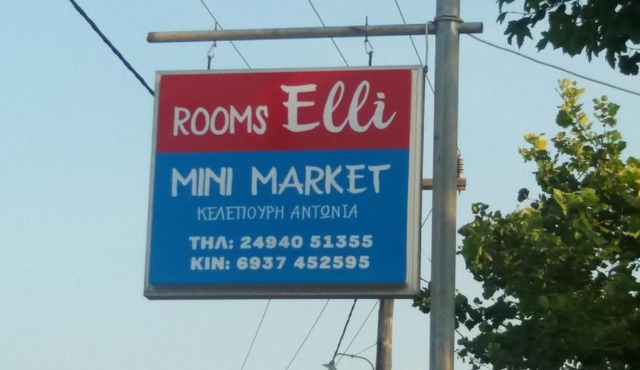 ROOMS Elli
MINI MARKET
ΚΕΛΕΠΟΥΡΗ ΑΝΤΩΝΙΑ
ΤΗΛ: 24940 51355
ΚΙΝ: 6937 452595